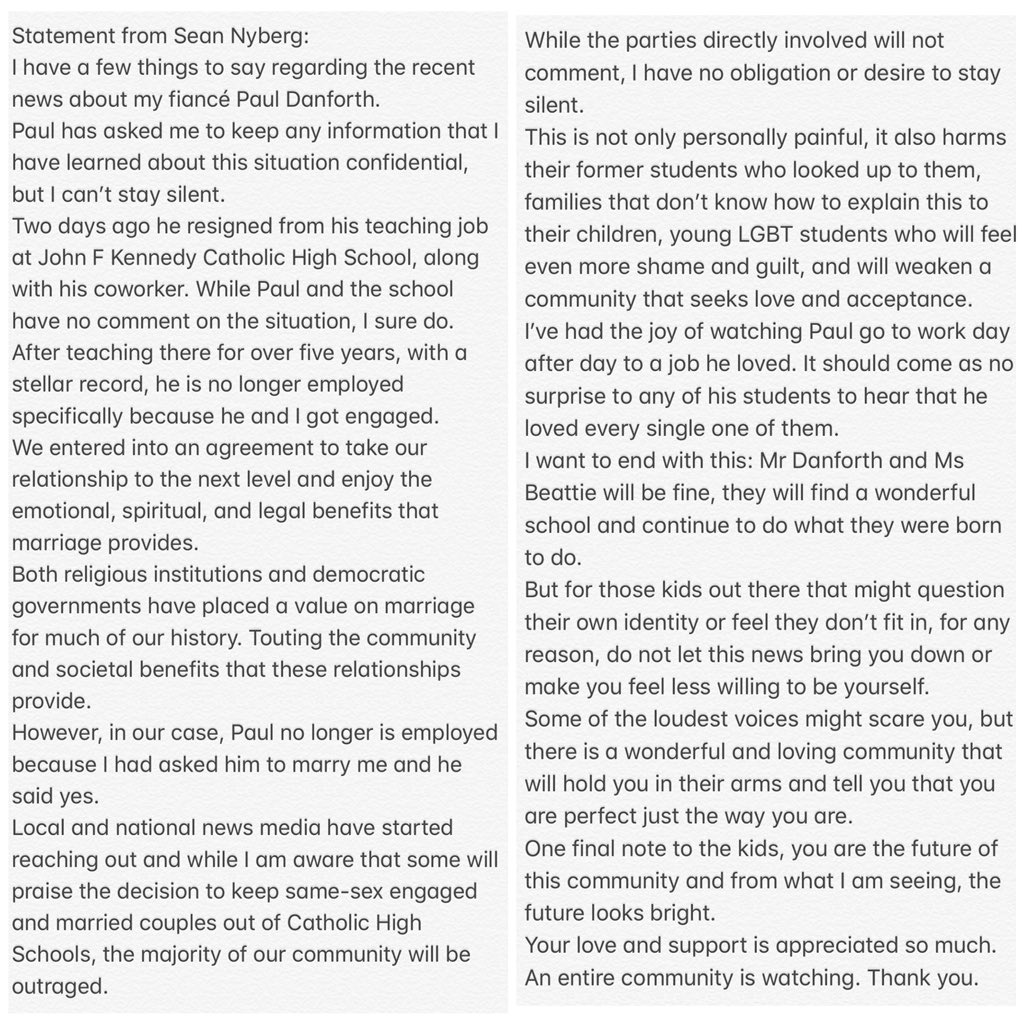 Statement from Sean Nyberg:
I have a few things to say regarding the recent
news about my fiancé Paul Danforth.
Paul has asked me to keep any information that I
have learned about this situation confidential,
but I can’t stay silent.
Two days ago he resigned from his teaching job
at John F Kennedy Catholic High School, along
with his coworker. While Paul and the school
have no comment on the situation, I sure do.
After teaching there for over five years, with a
stellar record, he is no longer employed
specifically because he and I got engaged.
We entered into an agreement to take our
relationship to the next level and enjoy the
emotional, spiritual, and legal benefits that
marriage provides.
Both religious institutions and democratic
governments have placed a value on marriage
for much of our history. Touting the community
and societal benefits that these relationships
provide.
However, in our case, Paul no longer is employed
because I had asked him to marry me and he
said yes.
Local and national news media have started
reaching out and while I am aware that some will
praise the decision to keep same-sex engaged
and married couples out of Catholic High
Schools, the majority of our community will be
outraged.
While the parties directly involved will not
comment, I have no obligation or desire to stay
silent.
This is not only personally painful, it also harms
their former students who looked up to them,
families that don’t know how to explain this to
their children, young LGBT students who will feel
even more shame and guilt, and will weaken a
community that seeks love and acceptance.
I’ve had the joy of watching Paul go to work day
after day to a job he loved. It should come as no
surprise to any of his students to hear that he
loved every single one of them.
I want to end with this: Mr Danforth and Ms
Beattie will be fine, they will find a wonderful
school and continue to do what they were born
to do.
But for those kids out there that might question
their own identity or feel they don’t fit in, for any
reason, do not let this news bring you down or
make you feel less willing to be yourself.
Some of the loudest voices might scare you, but
there is a wonderful and loving community that
will hold you in their arms and tell you that you
are perfect just the way you are.
One final note to the kids, you are the future of
this community and from what I am seeing, the
future looks bright.
Your love and support is appreciated so much.
An entire community is watching. Thank you.